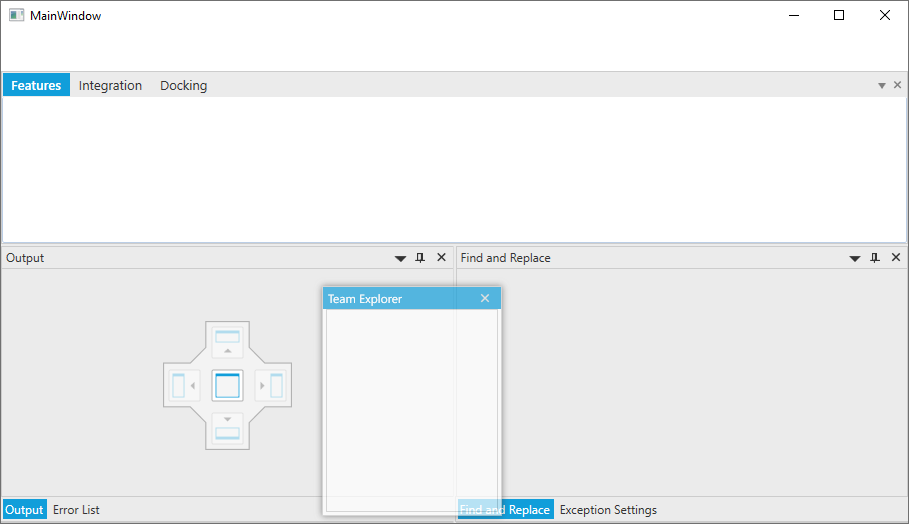 MainWindow
Features Integration Docking
Output
Find and Replace
Team Explorer
Output Error List
Find and Replace Exception Settings